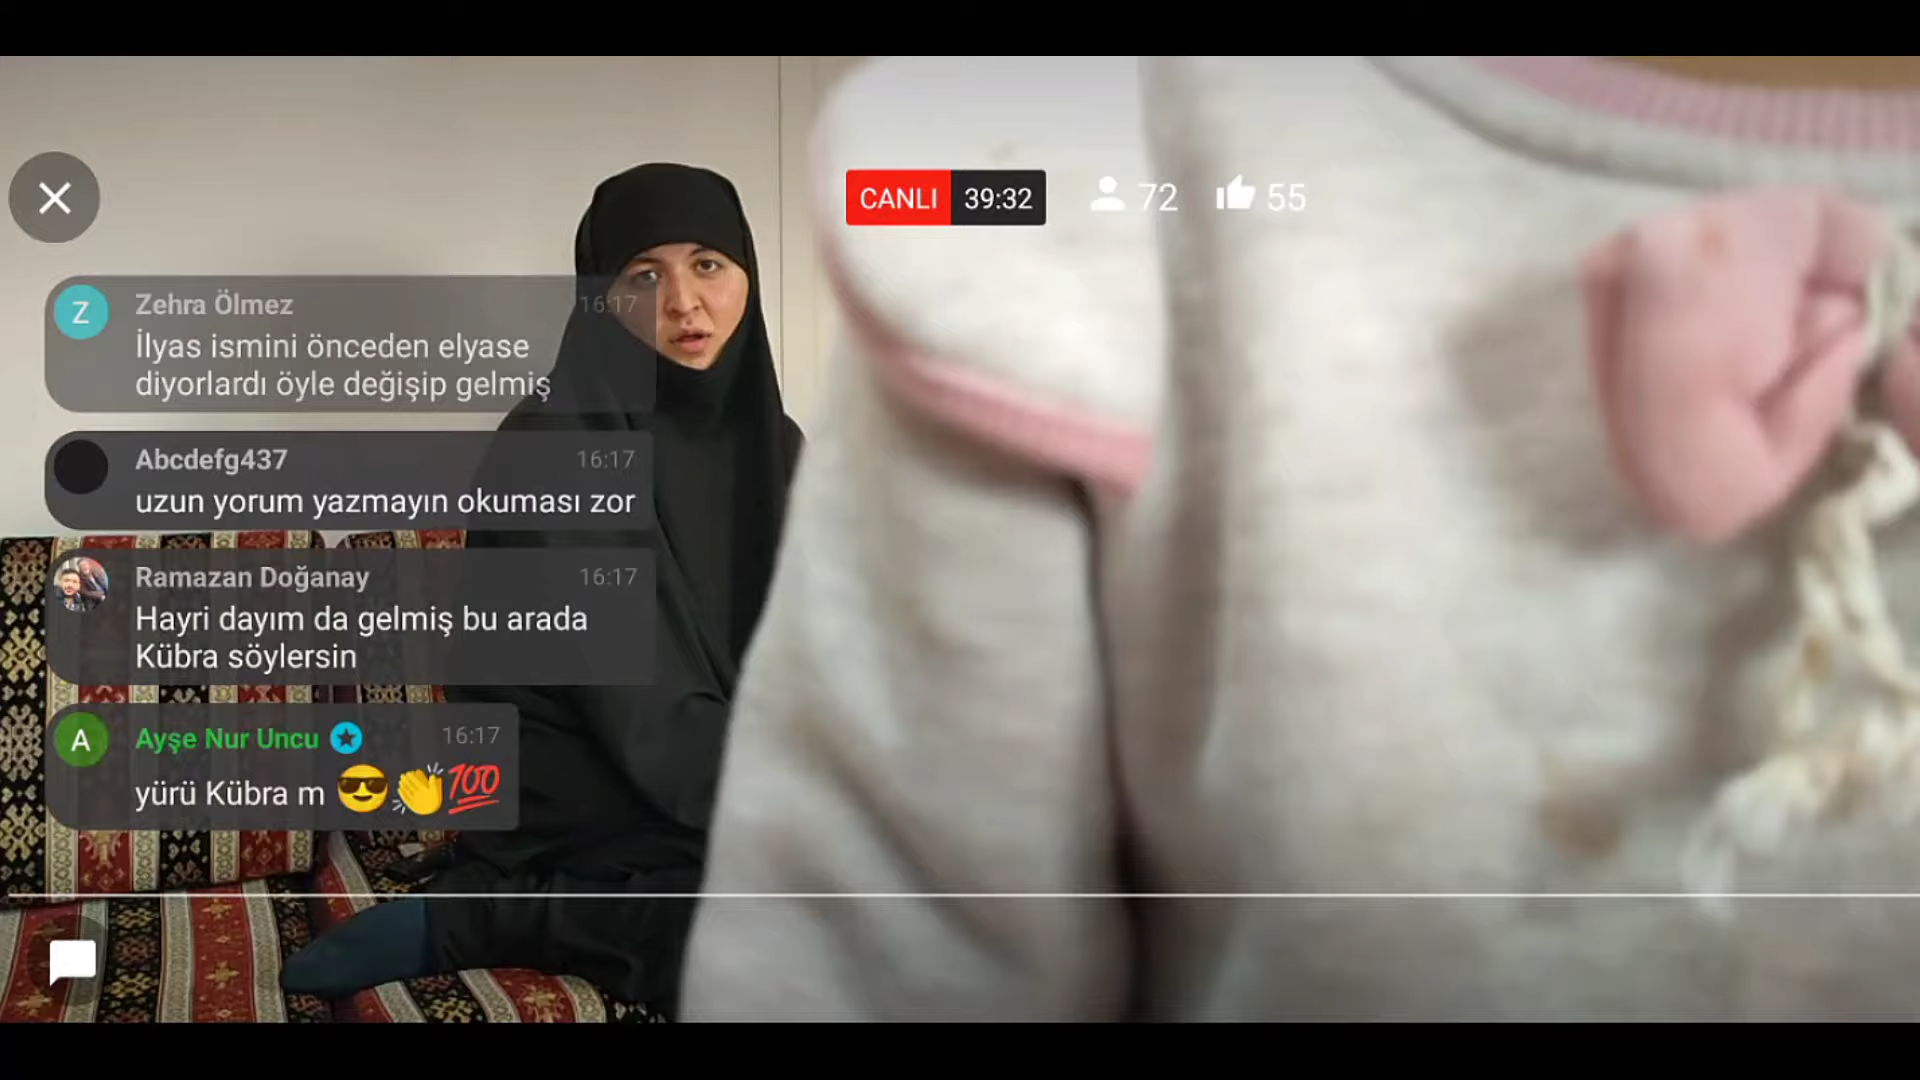 CANLI 39:32 72 55
Zehra Ölmez 16:17
İlyas ismini önceden elyase
diyorlardı öyle değişip gelmiş
Abcdefg437 16:17
uzun yorum yazmayın okuması zor
Ramazan Doğanay 16:17
Hayri dayım da gelmiş bu arada
Kübra söylersin
A Ayşe Nur Uncu 16:17
yürü Kübra m 😎👏💯
Z